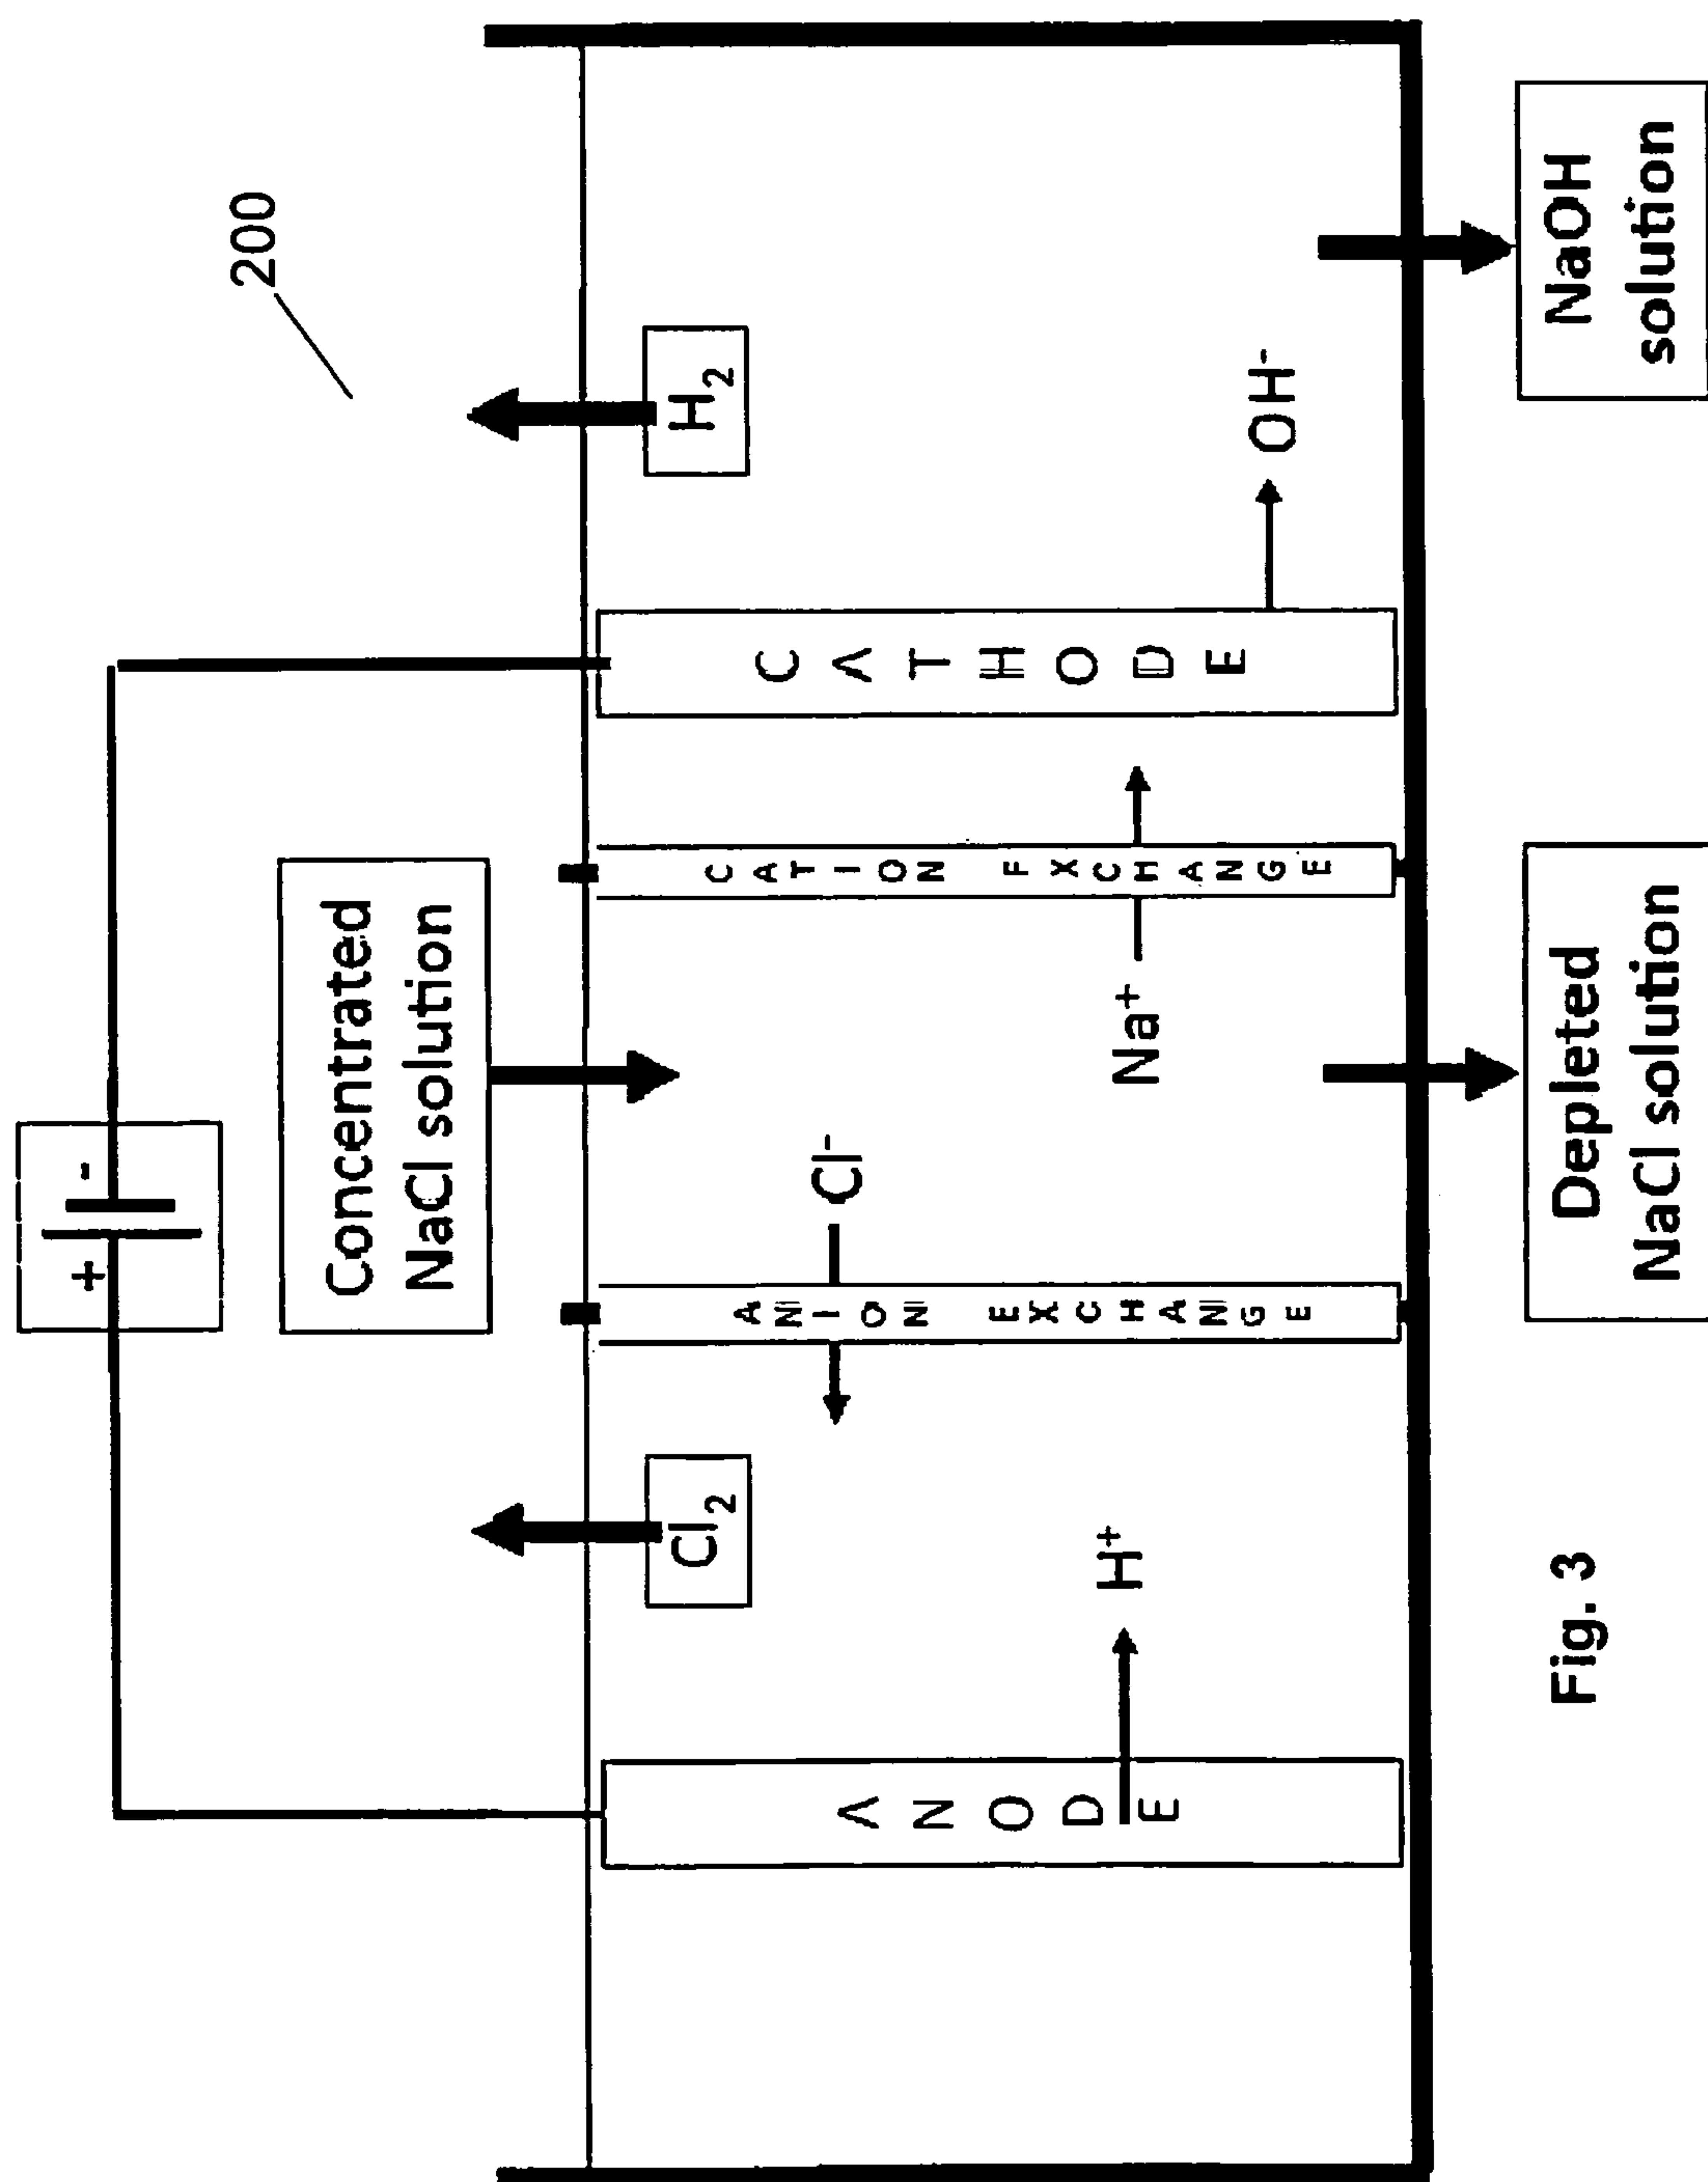 + -
200
Concentrated
NaCl solution
Cl₂
H₂
ANODE
ANION EXCHANGE
CATION FXCHANGE
CATHODE
Cl⁻
H⁺
Na⁺
OH⁻
Depleted
NaCl solution
NaOH
solution
Fig. 3